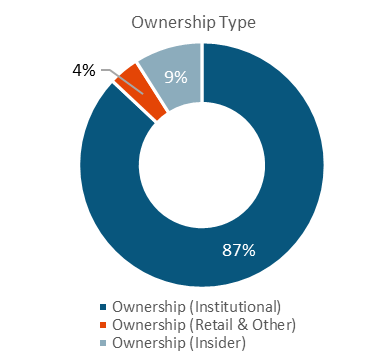 Ownership Type
4%
9%
87%
Ownership (Institutional)
Ownership (Retail & Other)
Ownership (Insider)